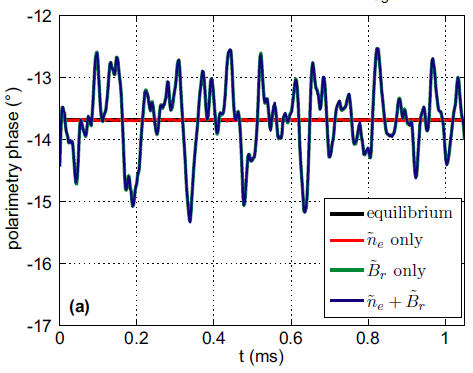 -12
-13
-14
-15
-16
-17
polarimetry phase (°)
equilibrium
ñₑ only
B̃ᵣ only
ñₑ + B̃ᵣ
(a)
0 0.2 0.4 0.6 0.8 1
t (ms)